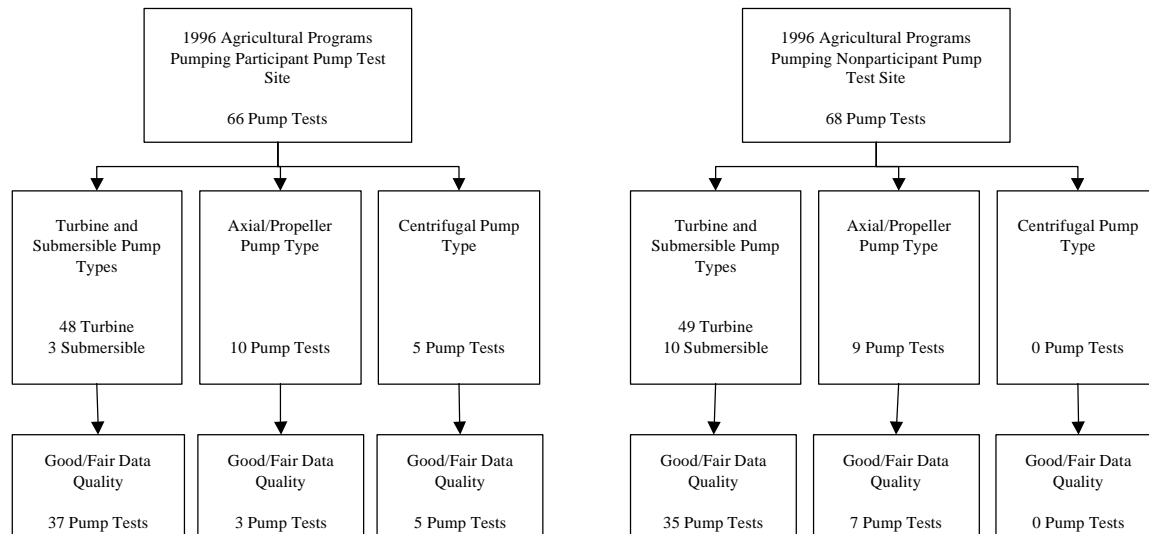 1996 Agricultural Programs
Pumping Participant Pump Test
Site
66 Pump Tests
1996 Agricultural Programs
Pumping Nonparticipant Pump
Test Site
68 Pump Tests
Turbine and
Submersible Pump
Types
48 Turbine
3 Submersible
Axial/Propeller
Pump Type
10 Pump Tests
Centrifugal Pump
Type
5 Pump Tests
Turbine and
Submersible Pump
Types
49 Turbine
10 Submersible
Axial/Propeller
Pump Type
9 Pump Tests
Centrifugal Pump
Type
0 Pump Tests
Good/Fair Data
Quality
37 Pump Tests
Good/Fair Data
Quality
3 Pump Tests
Good/Fair Data
Quality
5 Pump Tests
Good/Fair Data
Quality
35 Pump Tests
Good/Fair Data
Quality
7 Pump Tests
Good/Fair Data
Quality
0 Pump Tests